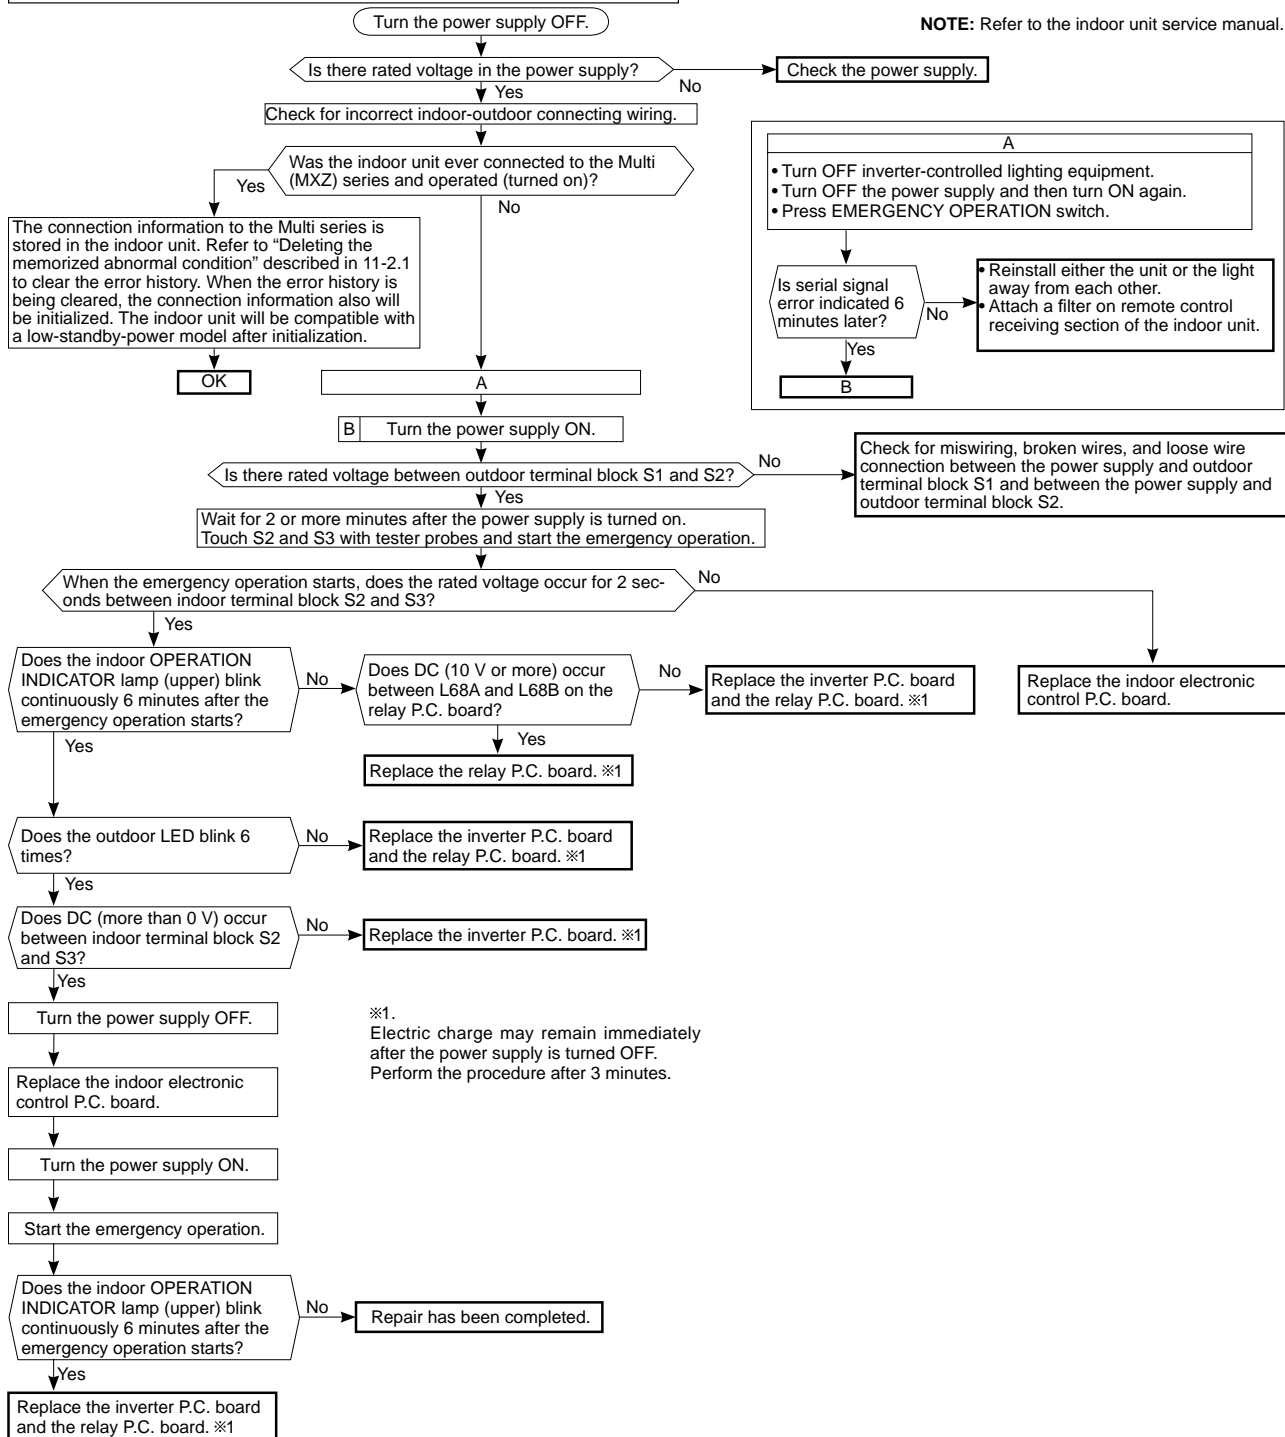 Turn the power supply OFF.
NOTE: Refer to the indoor unit service manual.
Is there rated voltage in the power supply?
No
Check the power supply.
Yes
Check for incorrect indoor-outdoor connecting wiring.
Was the indoor unit ever connected to the Multi
(MXZ) series and operated (turned on)?
Yes
No
The connection information to the Multi series is
stored in the indoor unit. Refer to “Deleting the
memorized abnormal condition” described in 11-2.1
to clear the error history. When the error history is
being cleared, the connection information also will
be initialized. The indoor unit will be compatible with
a low-standby-power model after initialization.
OK
A
• Turn OFF inverter-controlled lighting equipment.
• Turn OFF the power supply and then turn ON again.
• Press EMERGENCY OPERATION switch.
Is serial signal
error indicated 6
minutes later?
No
• Reinstall either the unit or the light
away from each other.
• Attach a filter on remote control
receiving section of the indoor unit.
Yes
B
A
B Turn the power supply ON.
Is there rated voltage between outdoor terminal block S1 and S2?
No
Check for miswiring, broken wires, and loose wire
connection between the power supply and outdoor
terminal block S1 and between the power supply and
outdoor terminal block S2.
Yes
Wait for 2 or more minutes after the power supply is turned on.
Touch S2 and S3 with tester probes and start the emergency operation.
When the emergency operation starts, does the rated voltage occur for 2 sec-
onds between indoor terminal block S2 and S3?
No
Yes
Does the indoor OPERATION
INDICATOR lamp (upper) blink
continuously 6 minutes after the
emergency operation starts?
No
Does DC (10 V or more) occur
between L68A and L68B on the
relay P.C. board?
No
Replace the inverter P.C. board
and the relay P.C. board. ※1
Replace the indoor electronic
control P.C. board.
Yes
Yes
Replace the relay P.C. board. ※1
Does the outdoor LED blink 6
times?
No
Replace the inverter P.C. board
and the relay P.C. board. ※1
Yes
Does DC (more than 0 V) occur
between indoor terminal block S2
and S3?
No
Replace the inverter P.C. board. ※1
Yes
Turn the power supply OFF.
※1.
Electric charge may remain immediately
after the power supply is turned OFF.
Perform the procedure after 3 minutes.
Replace the indoor electronic
control P.C. board.
Turn the power supply ON.
Start the emergency operation.
Does the indoor OPERATION
INDICATOR lamp (upper) blink
continuously 6 minutes after the
emergency operation starts?
No
Repair has been completed.
Yes
Replace the inverter P.C. board
and the relay P.C. board. ※1